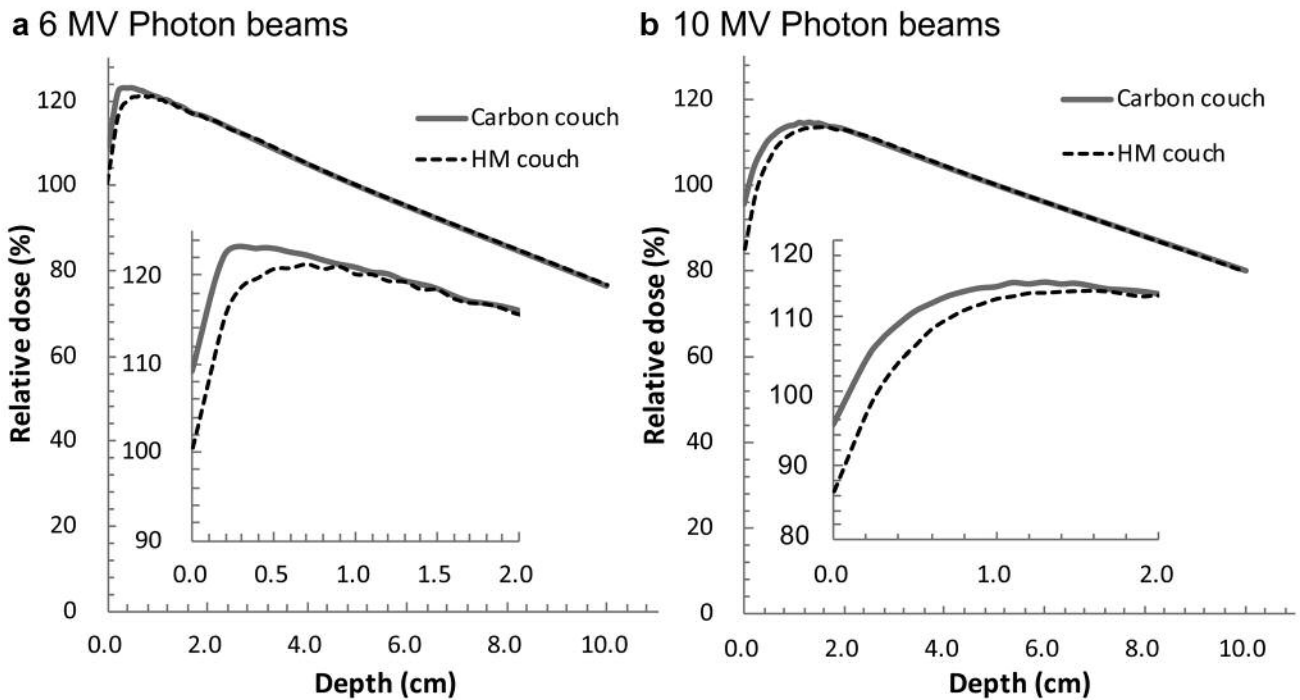 a 6 MV Photon beams
120
100
80
60
40
20
0
Relative dose (%)
Carbon couch
HM couch
120
110
100
90
0.0 0.5 1.0 1.5 2.0
0.0 2.0 4.0 6.0 8.0 10.0
Depth (cm)
b 10 MV Photon beams
120
100
80
60
40
20
0
Relative dose (%)
Carbon couch
HM couch
120
110
100
90
80
0.0 1.0 2.0
0.0 2.0 4.0 6.0 8.0 10.0
Depth (cm)